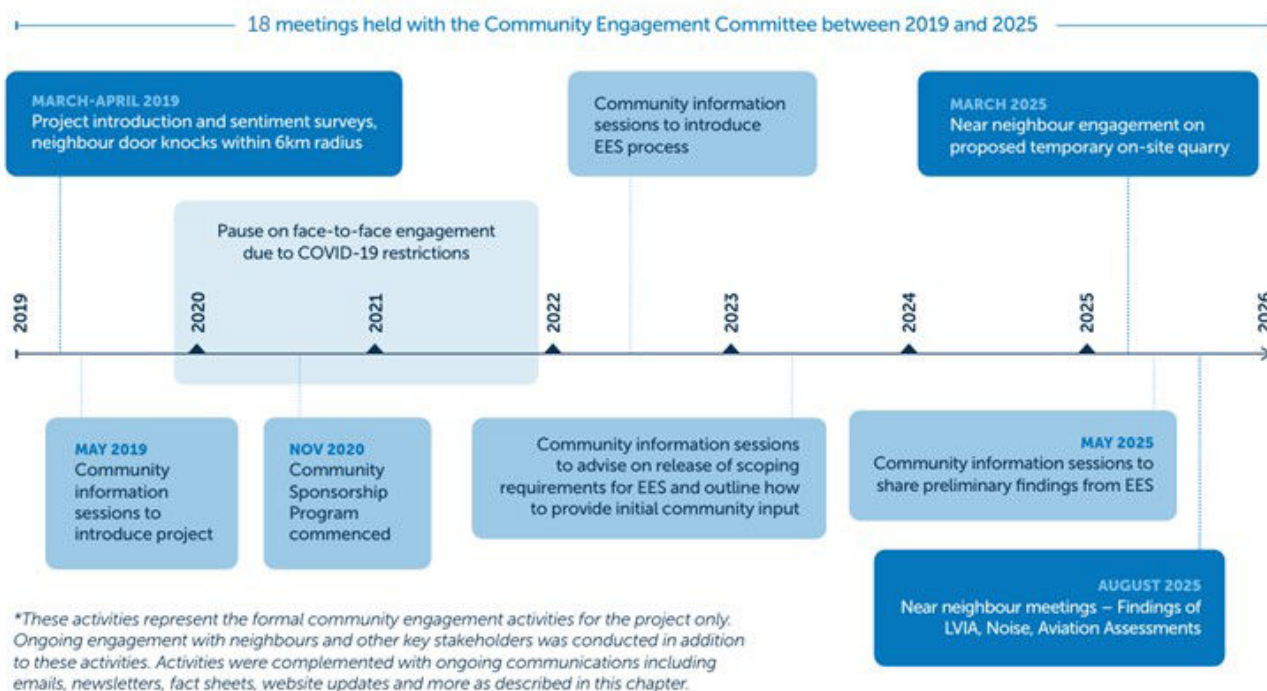 18 meetings held with the Community Engagement Committee between 2019 and 2025
MARCH-APRIL 2019
Project introduction and sentiment surveys,
neighbour door knocks within 6km radius
Community information
sessions to introduce
EES process
MARCH 2025
Near neighbour engagement on
proposed temporary on-site quarry
Pause on face-to-face engagement
due to COVID-19 restrictions
2019
2020
2021
2022
2023
2024
2025
2026
MAY 2019
Community
information
sessions to
introduce project
NOV 2020
Community
Sponsorship
Program
commenced
Community information sessions
to advise on release of scoping
requirements for EES and outline how
to provide initial community input
MAY 2025
Community information sessions to
share preliminary findings from EES
AUGUST 2025
Near neighbour meetings – Findings of
LVIA, Noise, Aviation Assessments
*These activities represent the formal community engagement activities for the project only.
Ongoing engagement with neighbours and other key stakeholders was conducted in addition
to these activities. Activities were complemented with ongoing communications including
emails, newsletters, fact sheets, website updates and more as described in this chapter.